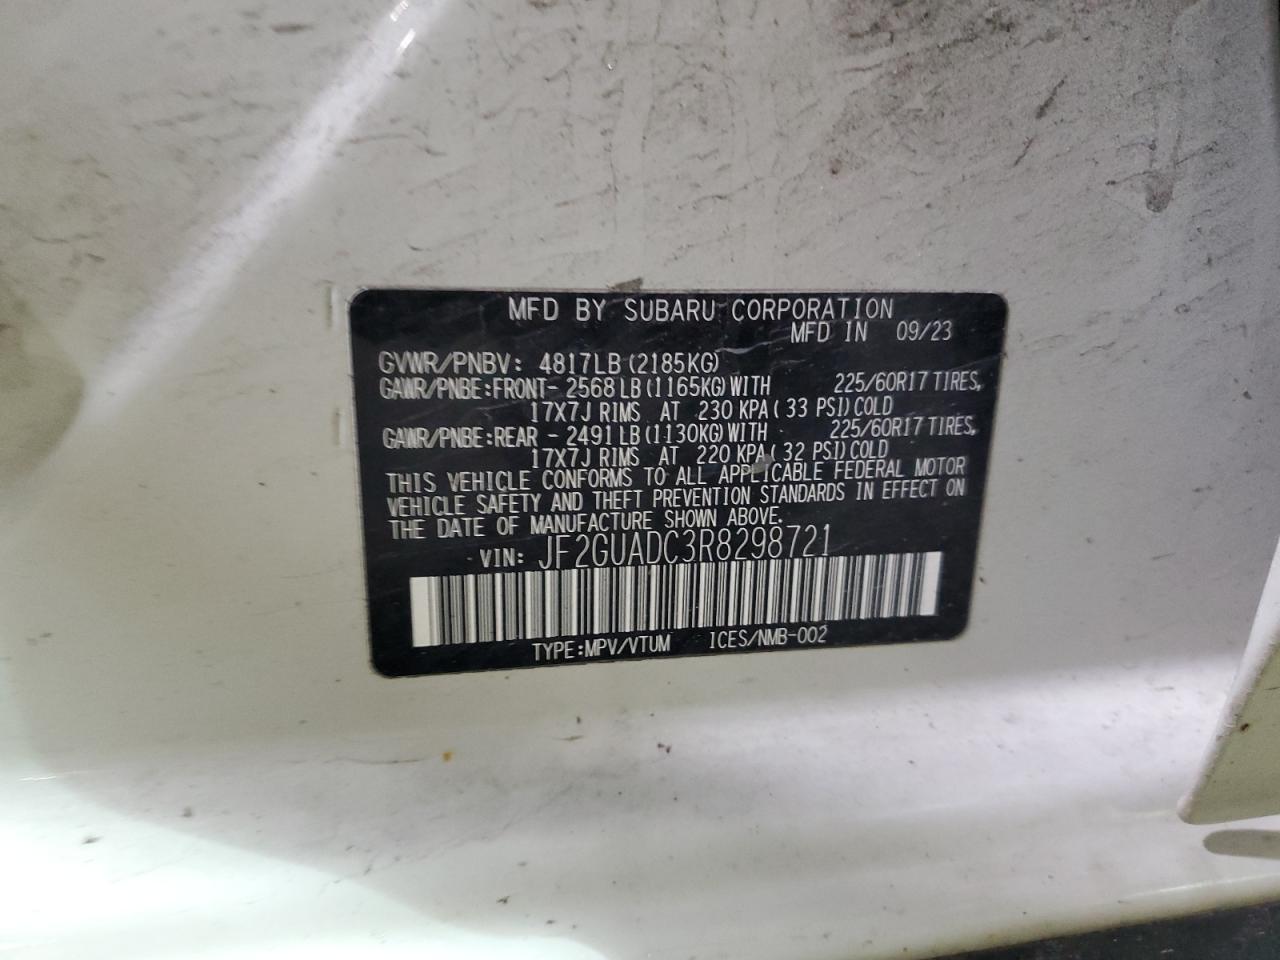 MFD BY SUBARU CORPORATION
MFD IN 09/23
GVWR/PNBV: 4817LB (2185KG)
GAWR/PNBE:FRONT- 2568 LB (1165KG) WITH 225/60R17 TIRES,
17X7J RIMS AT 230 KPA ( 33 PSI) COLD
GAWR/PNBE:REAR - 2491 LB (1130KG) WITH 225/60R17 TIRES,
17X7J RIMS AT 220 KPA ( 32 PSI) COLD
THIS VEHICLE CONFORMS TO ALL APPLICABLE FEDERAL MOTOR
VEHICLE SAFETY AND THEFT PREVENTION STANDARDS IN EFFECT ON
THE DATE OF MANUFACTURE SHOWN ABOVE.
VIN: JF2GUADC3R8298721
TYPE:MPV/VTUM ICES/NMB-002